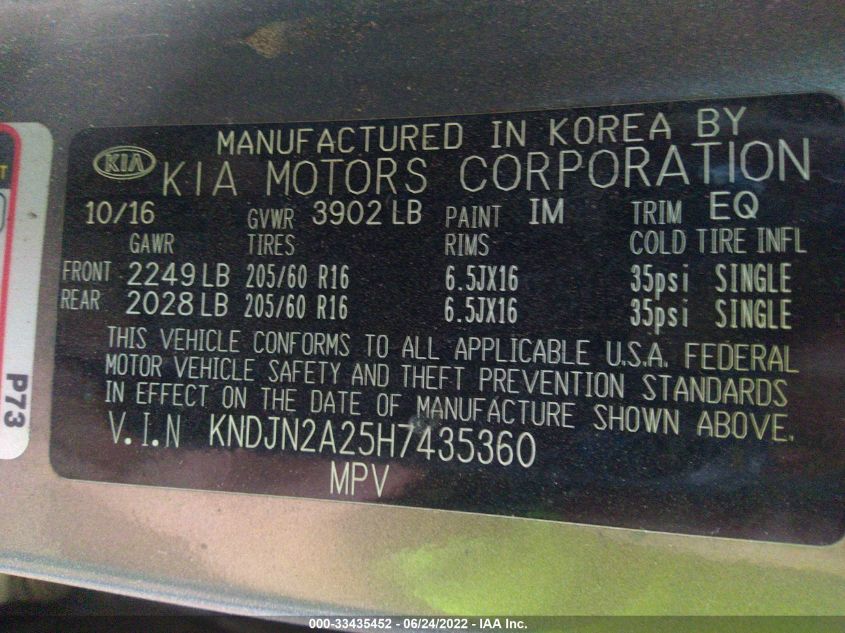 MANUFACTURED IN KOREA BY
KIA KIA MOTORS CORPORATION
10/16 GVWR 3902 LB PAINT IM TRIM EQ
GAWR TIRES RIMS COLD TIRE INFL
FRONT 2249 LB 205/60 R16 6.5JX16 35psi SINGLE
REAR 2028 LB 205/60 R16 6.5JX16 35psi SINGLE
THIS VEHICLE CONFORMS TO ALL APPLICABLE U.S.A. FEDERAL
MOTOR VEHICLE SAFETY AND THEFT PREVENTION STANDARDS
IN EFFECT ON THE DATE OF MANUFACTURE SHOWN ABOVE.
V.I.N KNDJN2A25H7435360
MPV
P73
000-33435452 - 06/24/2022 - IAA Inc.